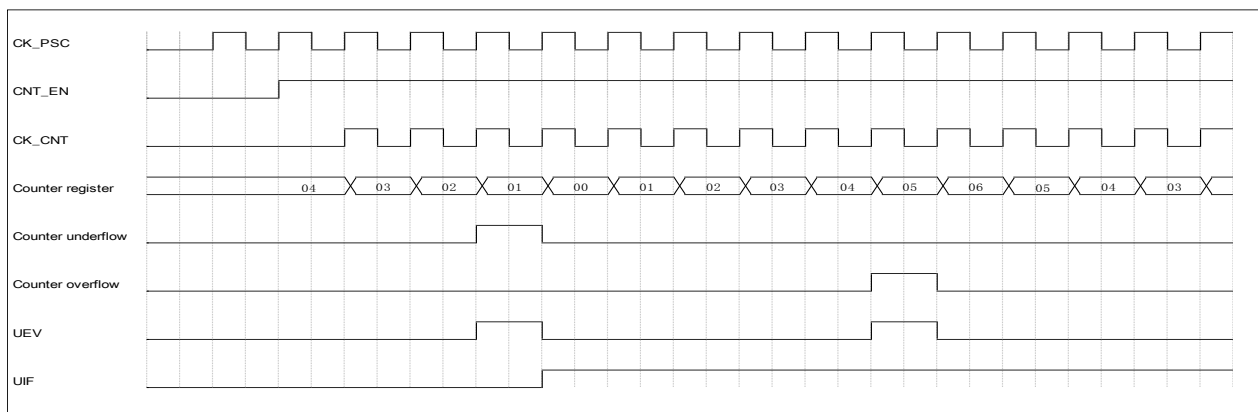 CK_PSC
CNT_EN
CK_CNT
Counter register 04 03 02 01 00 01 02 03 04 05 06 05 04 03
Counter underflow
Counter overflow
UEV
UIF